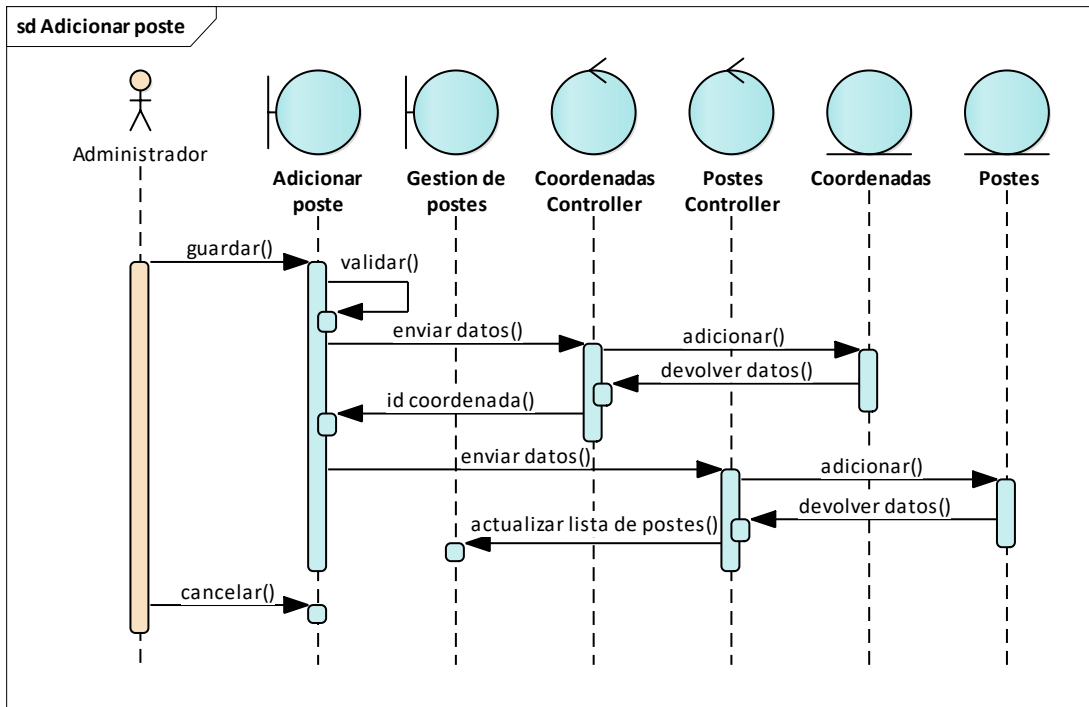 sd Adicionar poste
Administrador
Adicionar
poste
Gestion de
postes
Coordenadas
Controller
Postes
Controller
Coordenadas
Postes
guardar()
validar()
enviar datos()
adicionar()
devolver datos()
id coordenada()
enviar datos()
adicionar()
devolver datos()
actualizar lista de postes()
cancelar()